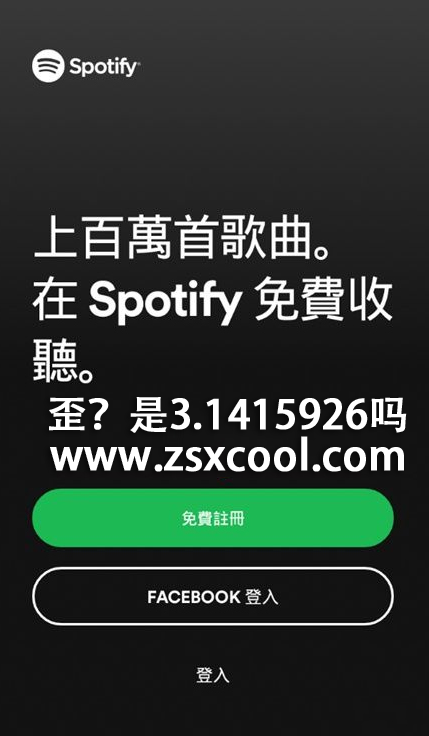 Spotify
上百萬首歌曲。
在 Spotify 免費收
聽。
歪？是3.1415926吗
www.zsxcool.com
免費註冊
FACEBOOK 登入
登入